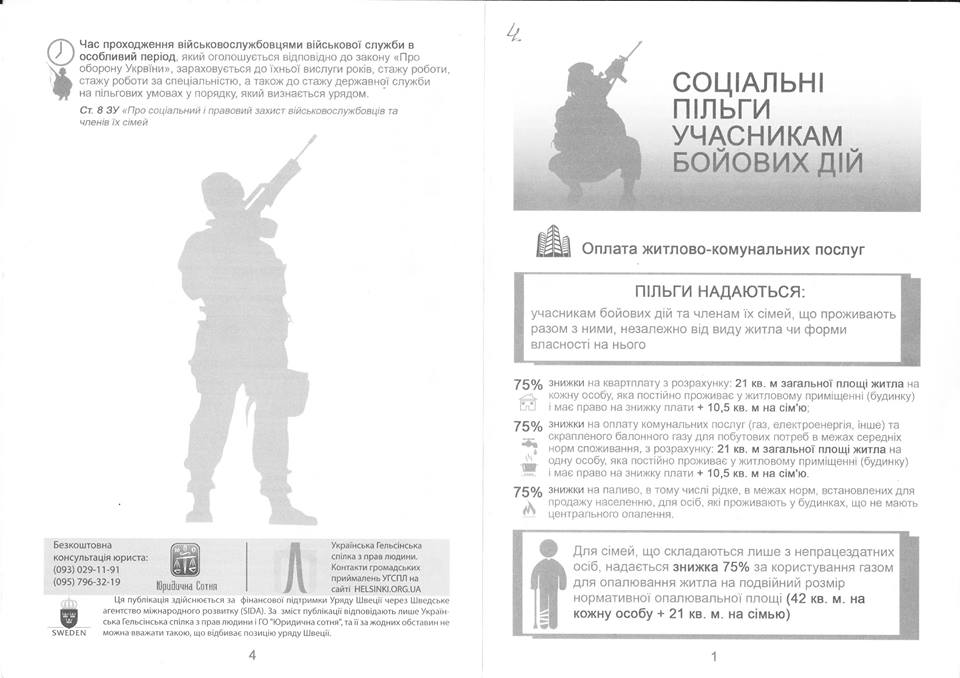 Час проходження військовослужбовцями військової служби в
особливий період, який оголошується відповідно до закону «Про
оборону Укрвїни», зараховується до їхньої вислуги років, стажу роботи,
стажу роботи за спеціальністю, а також до стажу державної служби
на пільгових умовах у порядку, який визнається урядом.
Ст. 8 ЗУ «Про соціальний і правовий захист військовослужбовців та
членів їх сімей
Безкоштовна
консультація юриста:
(093) 029-11-91
(095) 796-32-19
Юридична Сотня
Українська Гельсінська
спілка з прав людини.
Контакти громадських
приймалень УГСПЛ на
сайті HELSINKI.ORG.UA
SWEDEN
Ця публікація здійснюється за фінансової підтримки Уряду Швеції через Шведське
агентство міжнародного розвитку (SIDA). За зміст публікації відповідають лише Україн-
ська Гельсінська спілка з прав людини і ГО "Юридична сотня", та її за жодних обставин не
можна вважати такою, що відбиває позицію уряду Швеції.
4
4.
СОЦІАЛЬНІ
ПІЛЬГИ
УЧАСНИКАМ
БОЙОВИХ ДІЙ
Оплата житлово-комунальних послуг
ПІЛЬГИ НАДАЮТЬСЯ:
учасникам бойових дій та членам їх сімей, що проживають
разом з ними, незалежно від виду житла чи форми
власності на нього
75% знижки на квартплату з розрахунку: 21 кв. м загальної площі житла на
кожну особу, яка постійно проживає у житловому приміщенні (будинку)
і має право на знижку плати + 10,5 кв. м на сім'ю;
75% знижки на оплату комунальних послуг (газ, електроенергія, інше) та
скрапленого балонного газу для побутових потреб в межах середніх
норм споживання, з розрахунку: 21 кв. м загальної площі житла на
одну особу, яка постійно проживає у житловому приміщенні (будинку)
і має право на знижку плати + 10,5 кв. м на сім'ю.
75% знижки на паливо, в тому числі рідке, в межах норм, встановлених для
продажу населенню, для осіб, які проживають у будинках, що не мають
центрального опалення.
Для сімей, що складаються лише з непрацездатних
осіб, надається знижка 75% за користування газом
для опалювання житла на подвійний розмір
нормативної опалювальної площі (42 кв. м. на
кожну особу + 21 кв. м. на сімью)
1